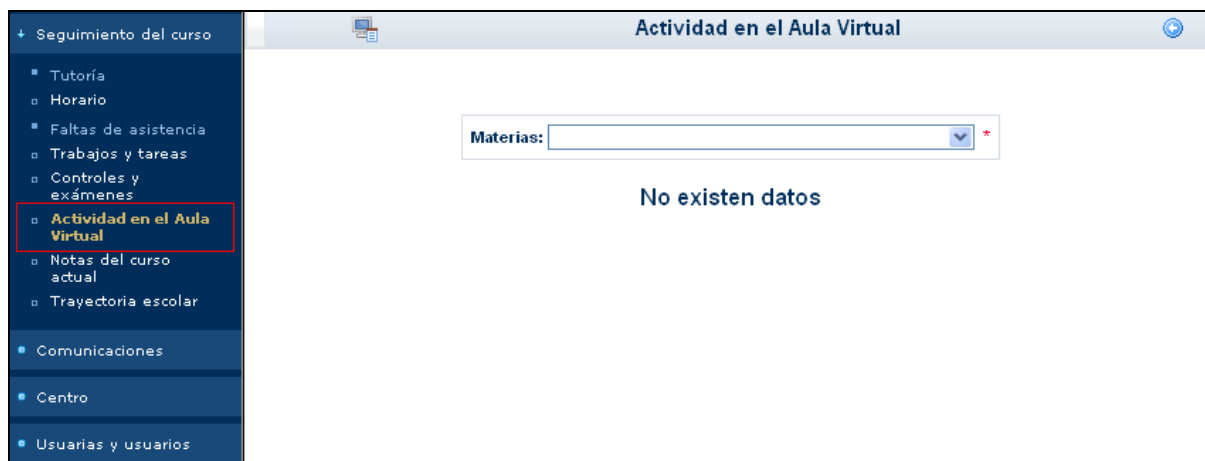 Seguimiento del curso
Tutoría
Horario
Faltas de asistencia
Trabajos y tareas
Controles y
exámenes
Actividad en el Aula
Virtual
Notas del curso
actual
Trayectoria escolar
Comunicaciones
Centro
Usuarias y usuarios
Actividad en el Aula Virtual
Materias: *
No existen datos